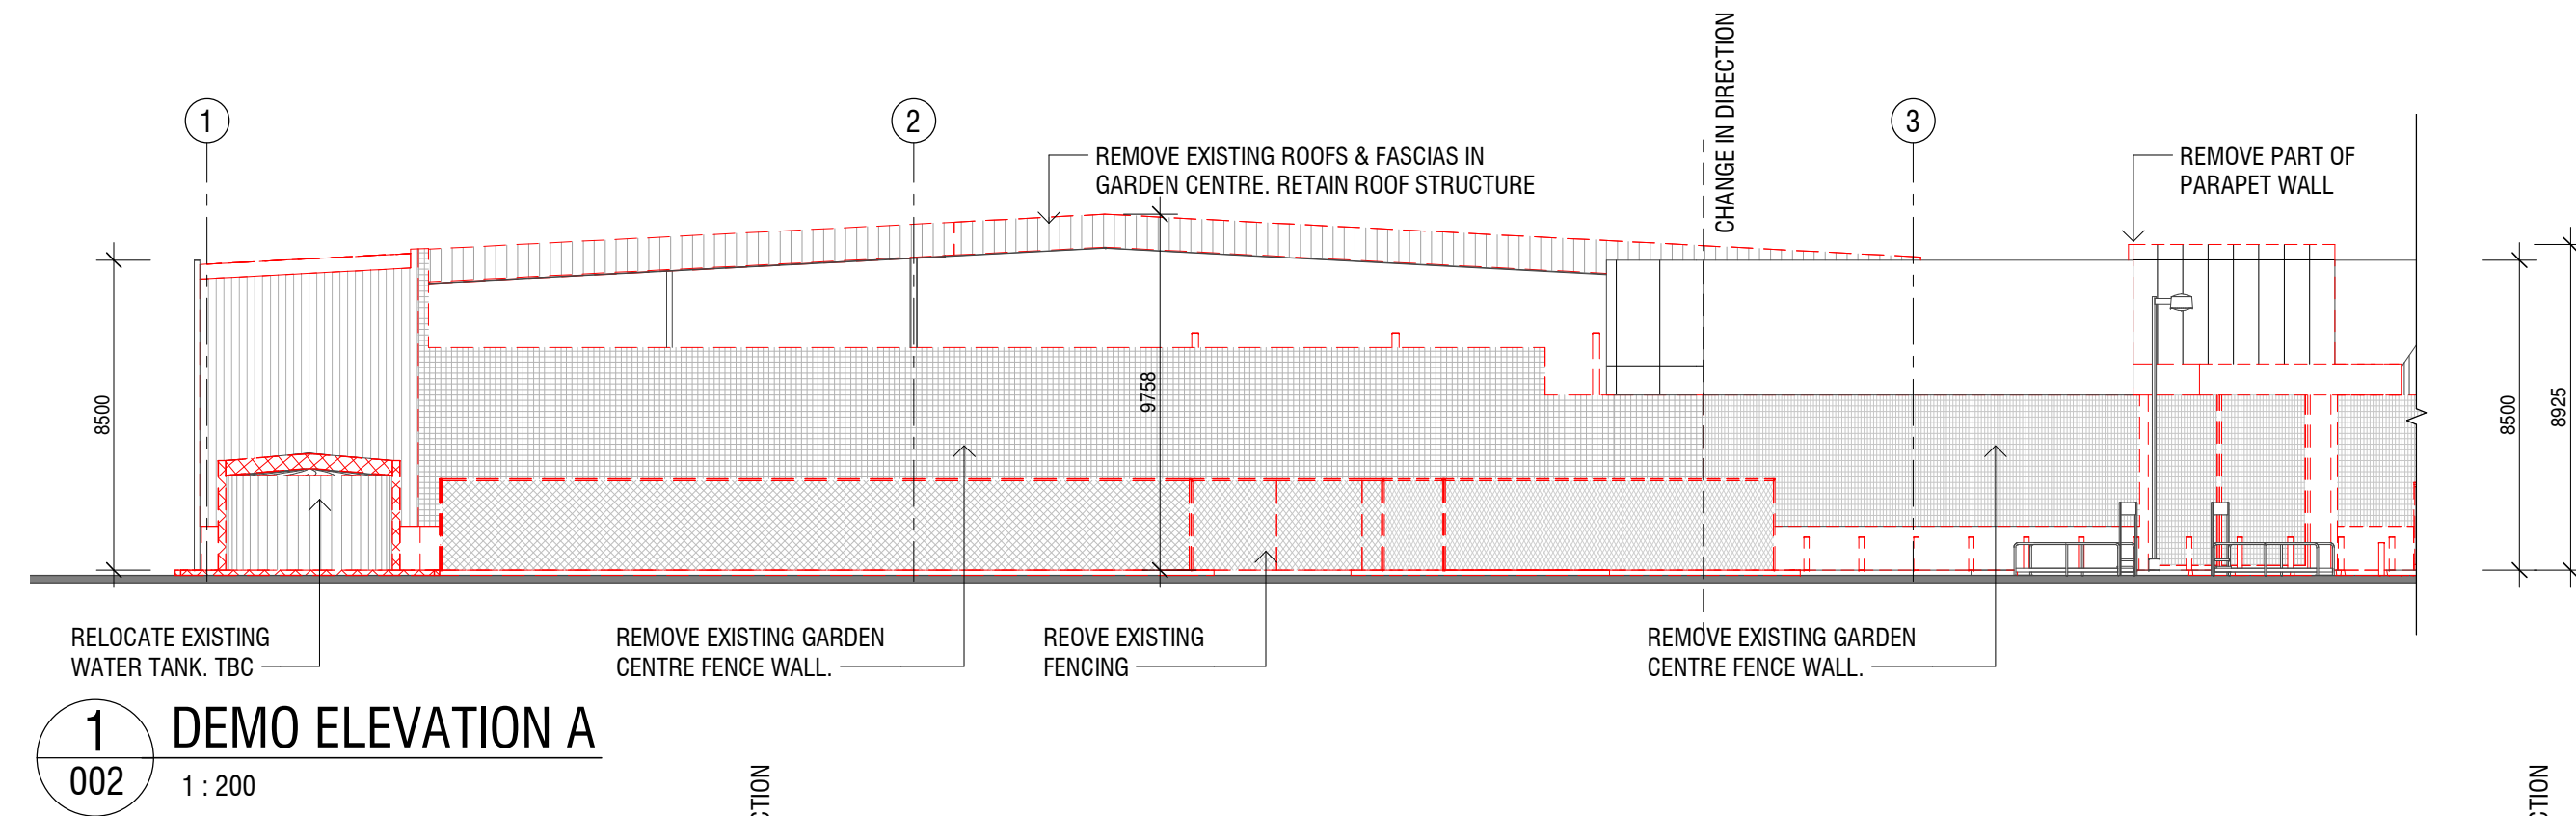 CHANGE IN DIRECTION
1
2
3
REMOVE EXISTING ROOFS & FASCIAS IN
GARDEN CENTRE. RETAIN ROOF STRUCTURE
REMOVE PART OF
PARAPET WALL
8500
9758
8500
8925
RELOCATE EXISTING
WATER TANK. TBC
REMOVE EXISTING GARDEN
CENTRE FENCE WALL.
REOVE EXISTING
FENCING
REMOVE EXISTING GARDEN
CENTRE FENCE WALL.
1
002
DEMO ELEVATION A
1 : 200
CTION
CTION